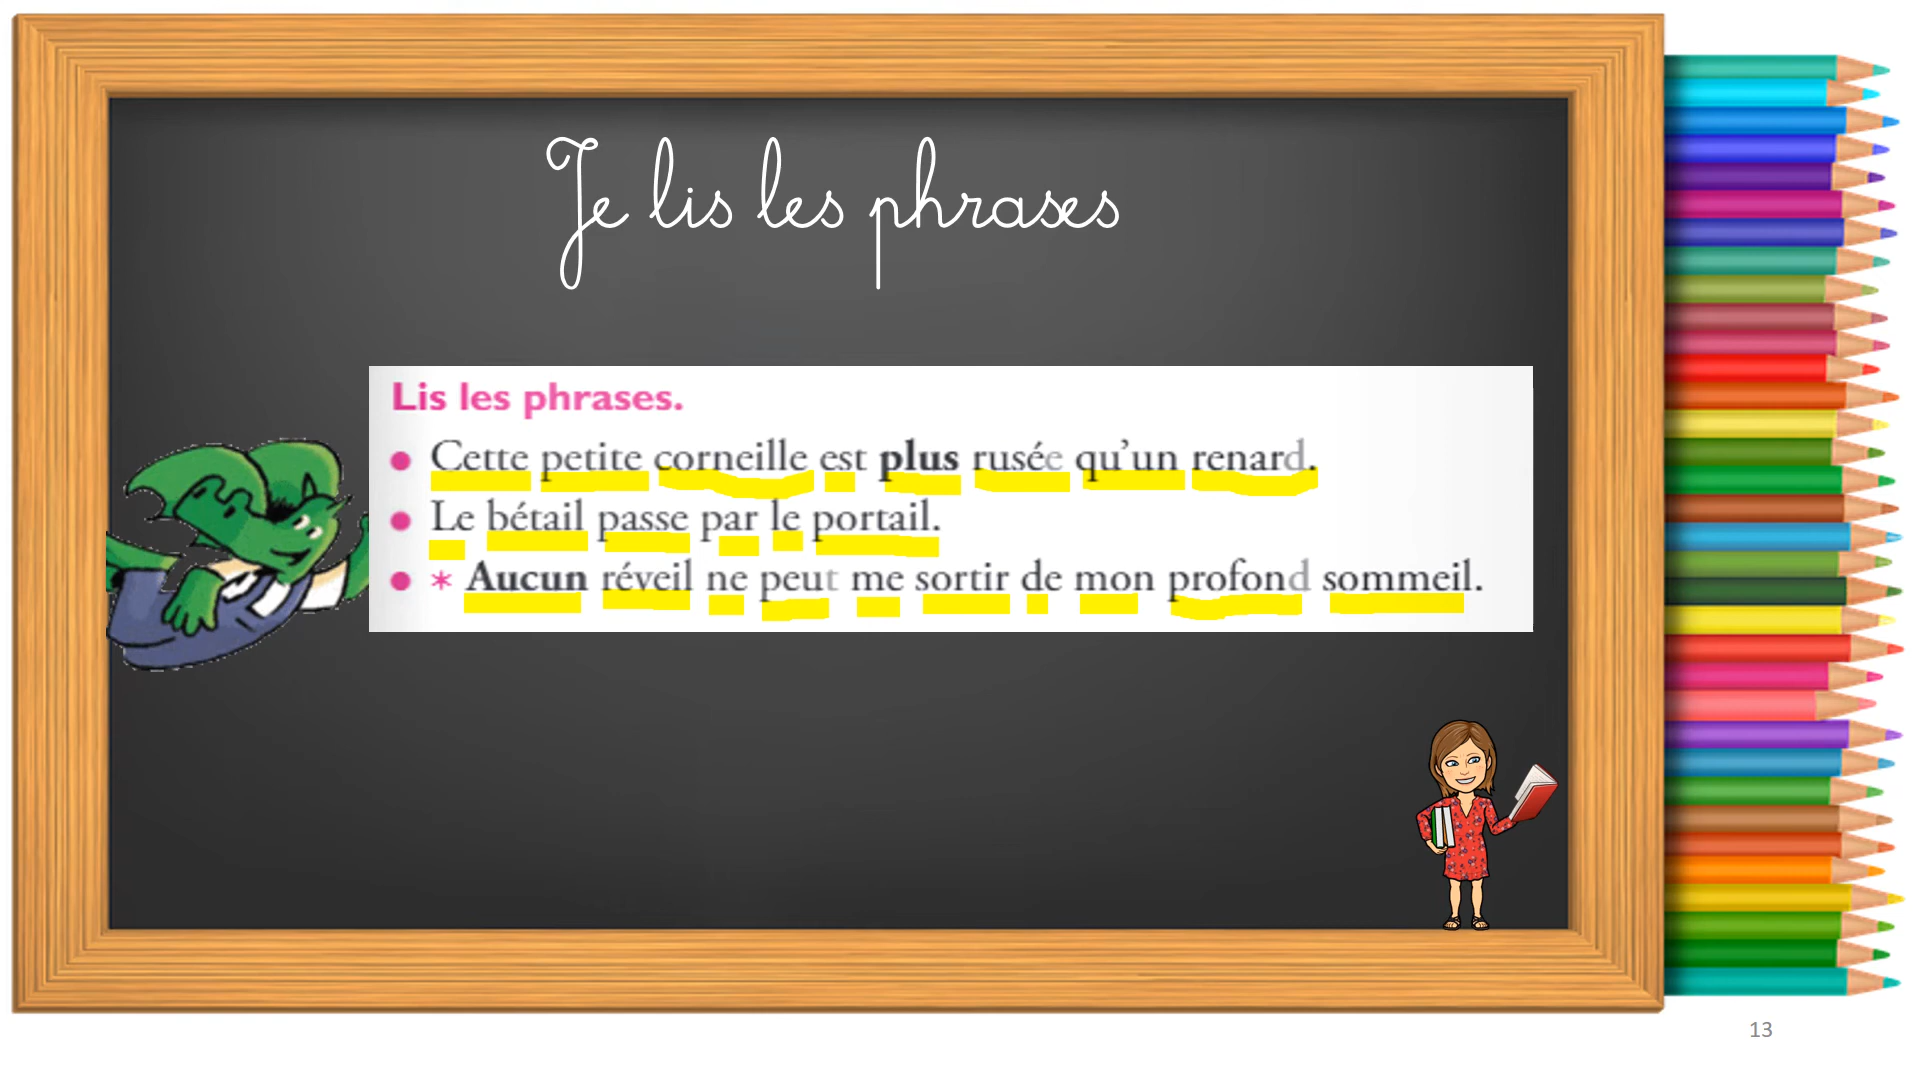 Je lis les phrases
Lis les phrases.
● Cette petite corneille est plus rusée qu'un renard.
● Le bétail passe par le portail.
● * Aucun réveil ne peut me sortir de mon profond sommeil.
13